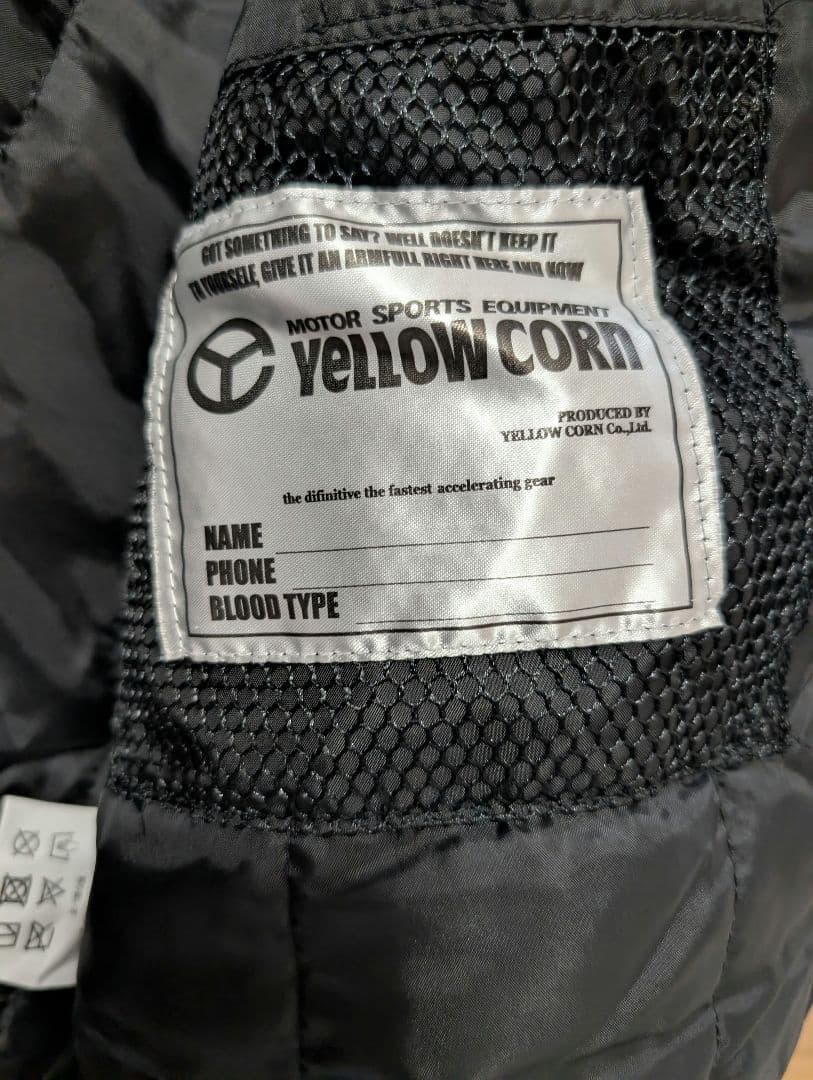 GOT SOMETHING TO SAY? WELL DOESN'T KEEP IT
TO YOURSELF, GIVE IT AN ARMFULL RIGHT HERE AND NOW
MOTOR SPORTS EQUIPMENT
YeLLOW CORn
PRODUCED BY
YELLOW CORN Co.,Ltd.
the difinitive the fastest accelerating gear
NAME
PHONE
BLOOD TYPE